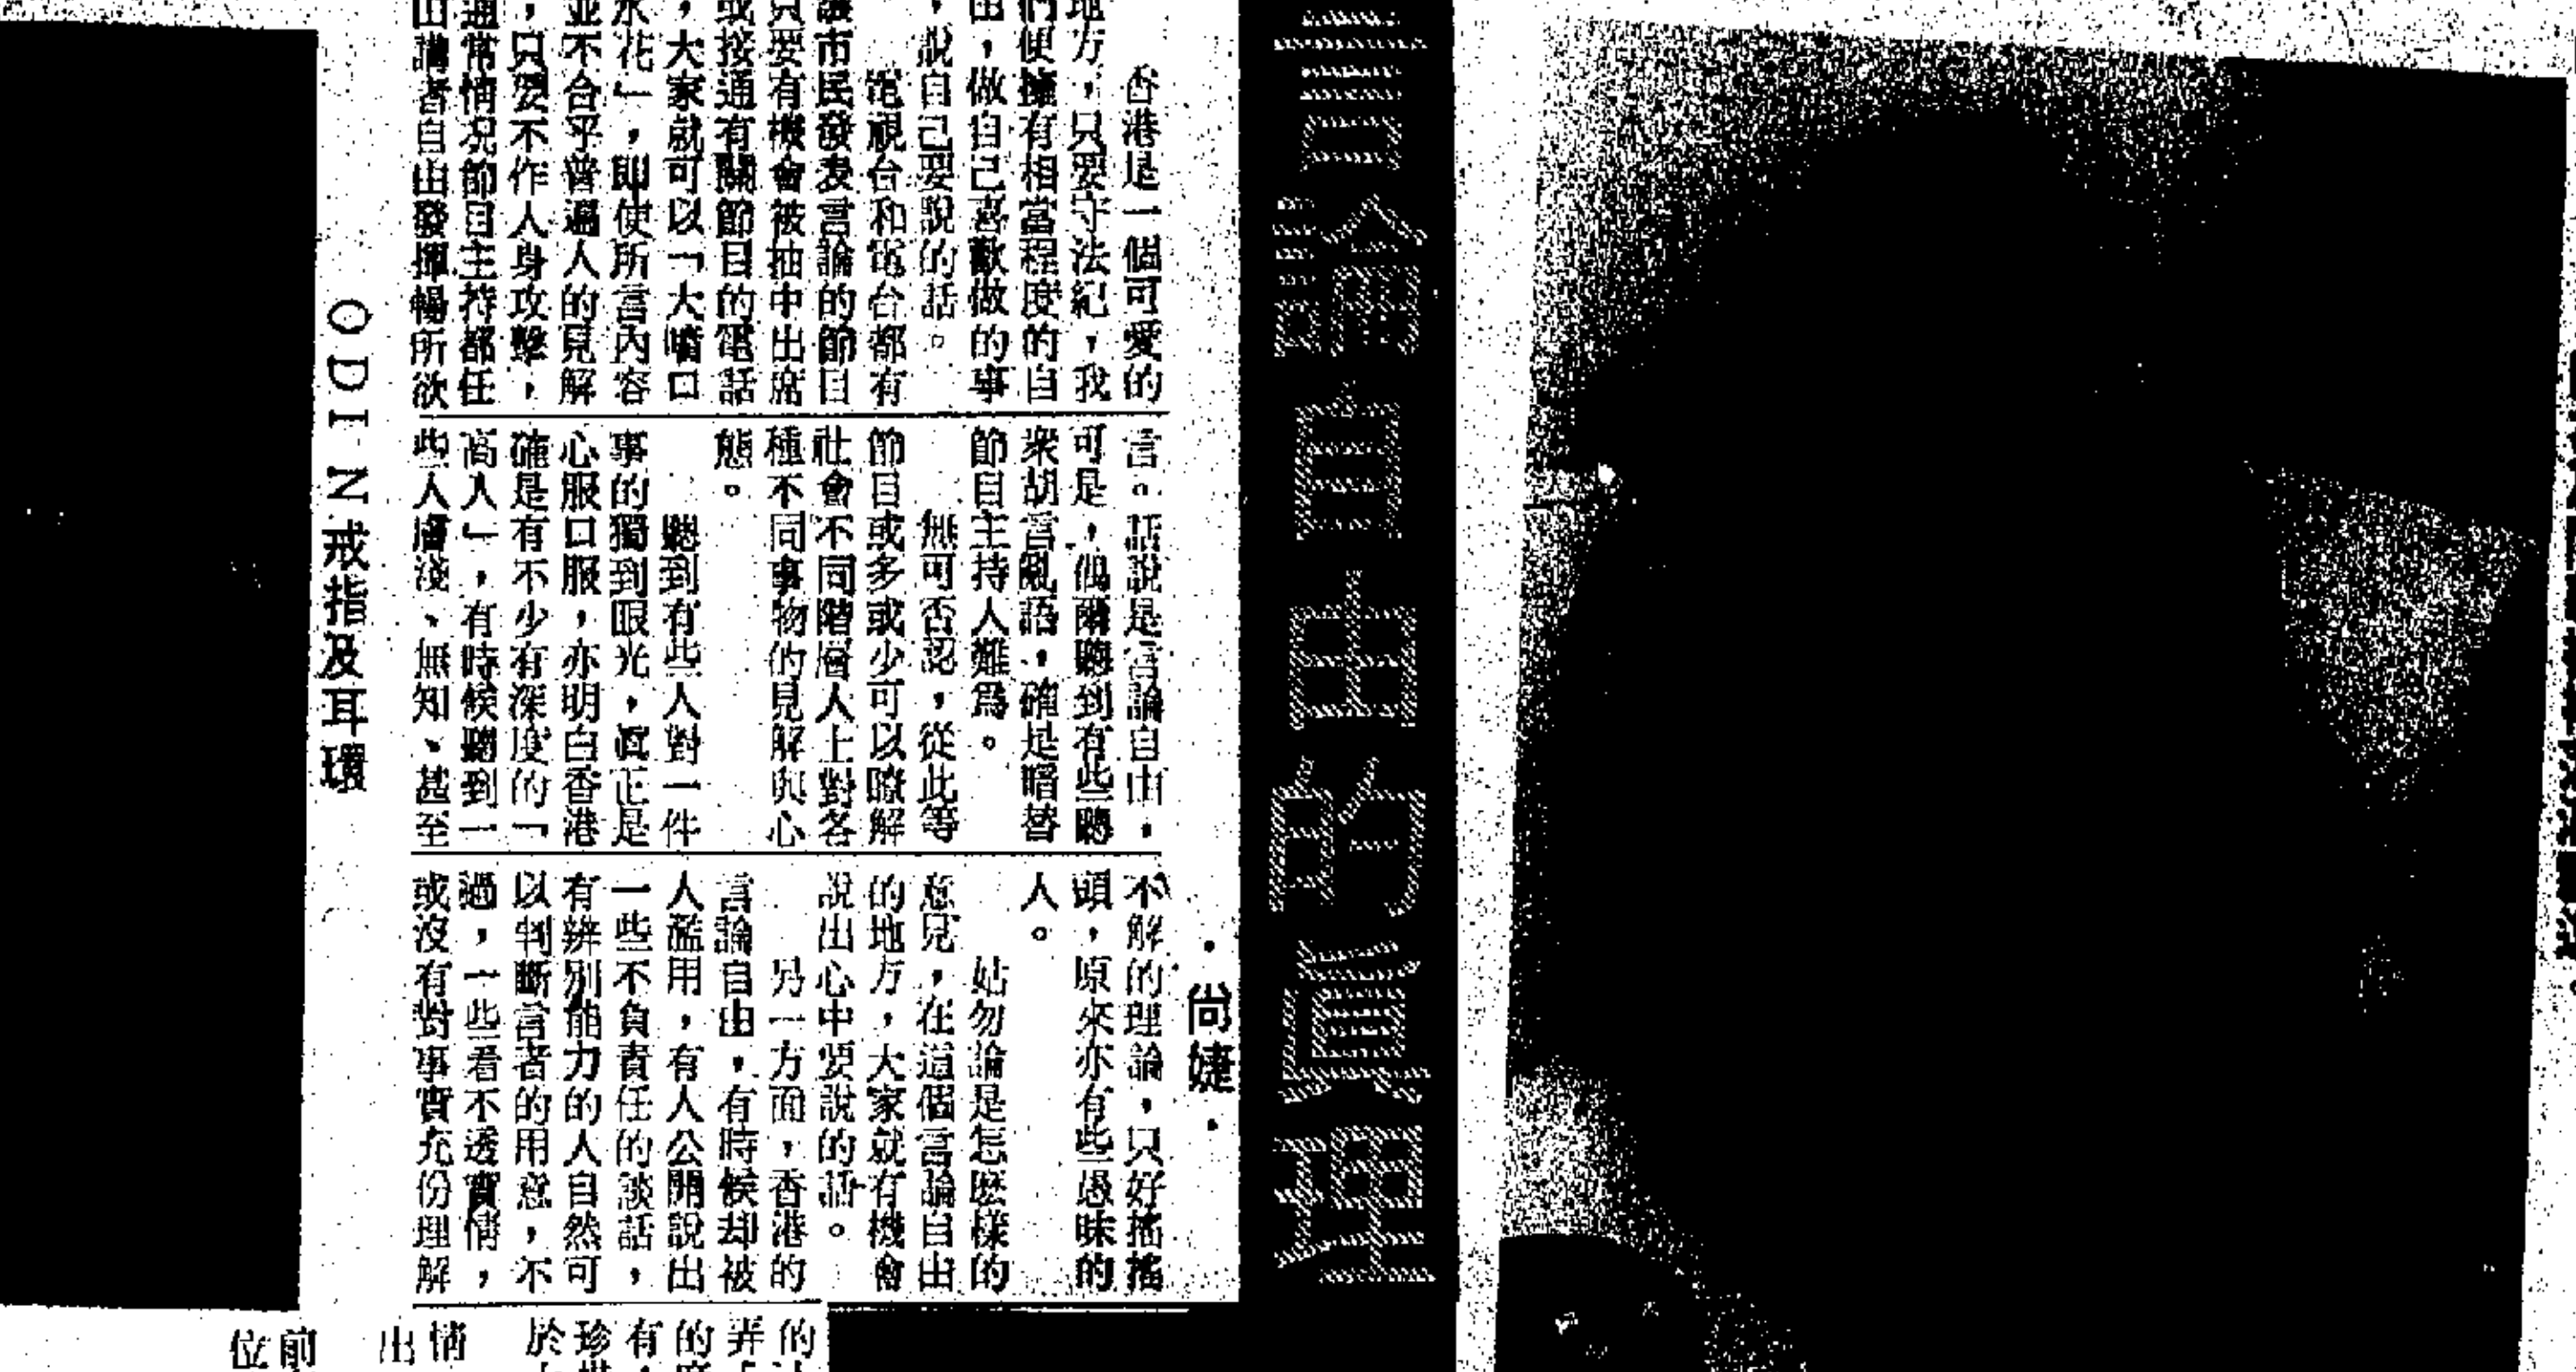 言論自由的真理
·尚婕·
香港是一個可愛的
地方，只要守法紀，我
們便擁有相當程度的自
由，做自己喜歡做的事
，說自己要說的話。
電視台和電台都有
讓市民發表言論的節目
只要有機會被抽中出席
或接通有關節目的電話
，大家就可以「大噴口
水花」，即使所言內容
並不合乎普遍人的見解
，只要不作人身攻擊，
通常情況節目主持都任
由講者自由發揮暢所欲
言。話說是言論自由，
可是，偶爾聽到有些聽
衆胡言亂語，確是曙替
節目主持人難爲。
無可否認，從此等
節目或多或少可以瞭解
社會不同階層人士對各
種不同事物的見解與心
態。
聽到有些人對一件
事的獨到眼光，真正是
心服口服，亦明白香港
確是有不少有深度的「
高人」，有時候聽到一
些人膚淺、無知、甚至
不解的理論，只好搖搖
頭，原來亦有些愚昧的
人。
姑勿論是怎麼樣的
意見，在這個言論自由
的地方，大家就有機會
說出心中要說的話。
另一方面，香港的
言論自由，有時候却被
人濫用，有人公開說出
一些不負責任的談話，
有辨別能力的人自然可
以判斷言者的用意，不
過，一些看不透實情，
或沒有對事實充份理解
ODIN戒指及耳環
的
弄
的
有
珍
於
情
出
前
位